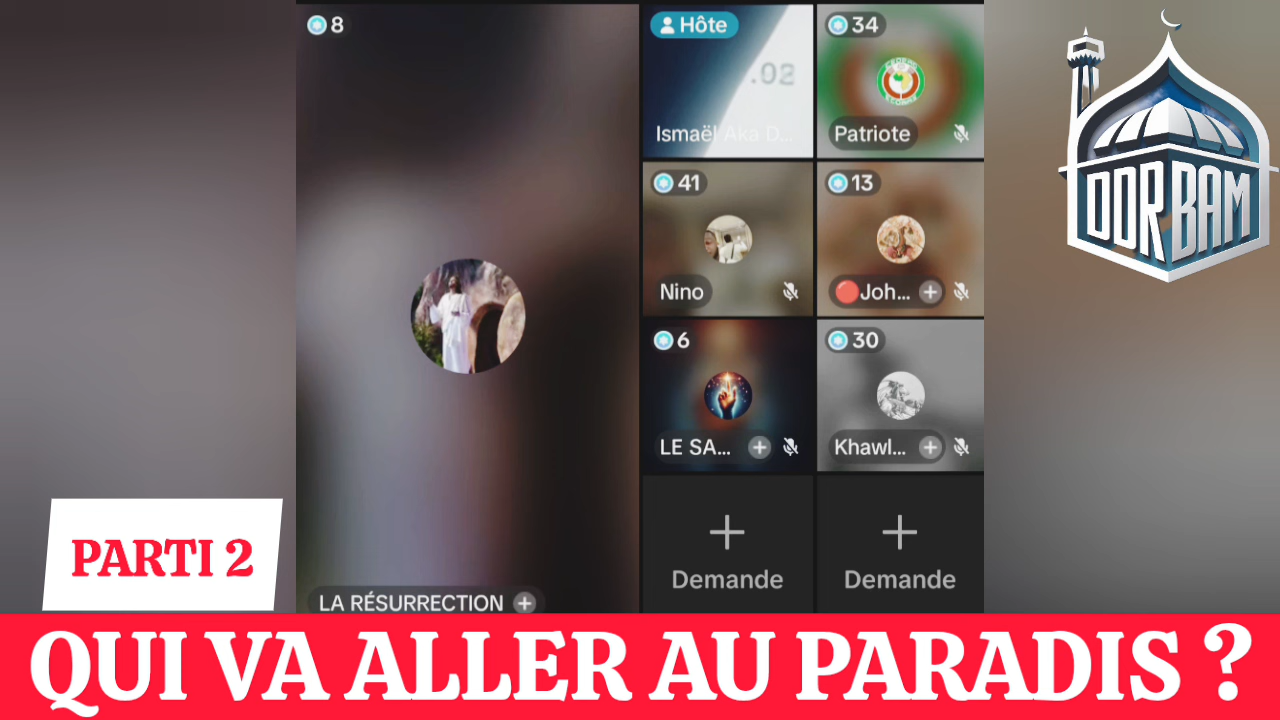 8
Hôte
.02
Ismaël Aka D...
34
Patriote
41
Nino
13
Joh...
6
LE SA...
30
Khawl...
Demande
Demande
LA RÉSURRECTION
DDR BAM
PARTI 2
QUI VA ALLER AU PARADIS ?